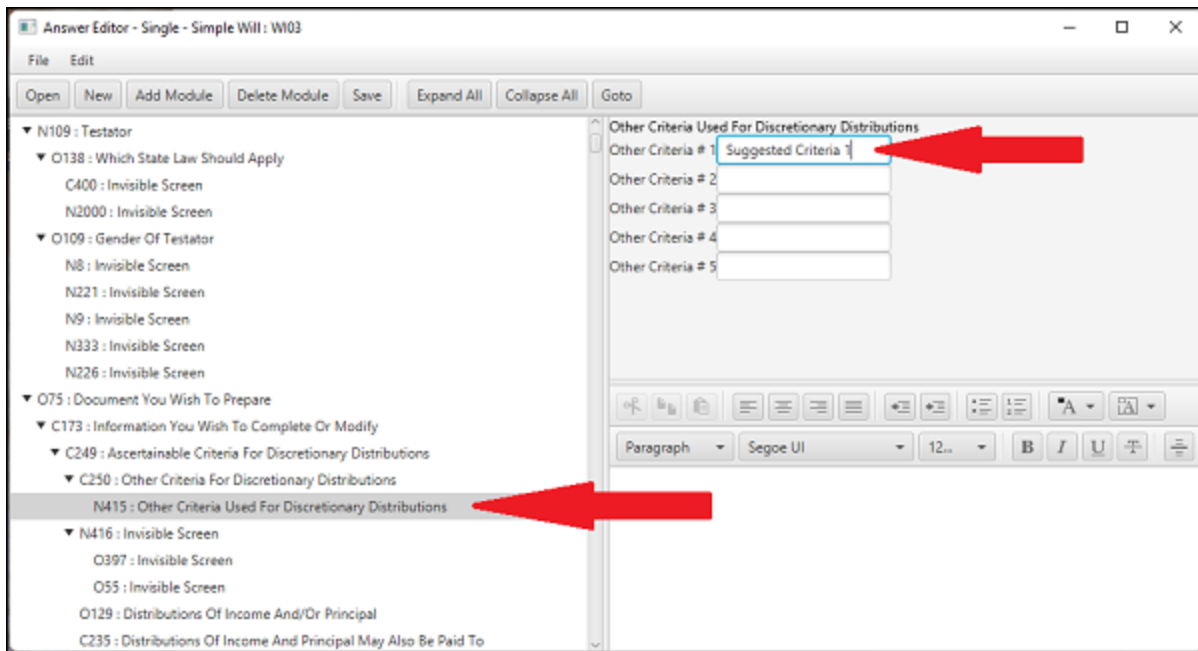 Answer Editor - Single - Simple Will : WI03
File Edit
Open New Add Module Delete Module Save Expand All Collapse All Goto
N109 : Testator
O138 : Which State Law Should Apply
C400 : Invisible Screen
N2000 : Invisible Screen
O109 : Gender Of Testator
N8 : Invisible Screen
N221 : Invisible Screen
N9 : Invisible Screen
N333 : Invisible Screen
N226 : Invisible Screen
O75 : Document You Wish To Prepare
C173 : Information You Wish To Complete Or Modify
C249 : Ascertainable Criteria For Discretionary Distributions
C250 : Other Criteria For Discretionary Distributions
N415 : Other Criteria Used For Discretionary Distributions
N416 : Invisible Screen
O397 : Invisible Screen
O55 : Invisible Screen
O129 : Distributions Of Income And/Or Principal
C235 : Distributions Of Income And Principal May Also Be Paid To
Other Criteria Used For Discretionary Distributions
Other Criteria # 1 Suggested Criteria 1
Other Criteria # 2
Other Criteria # 3
Other Criteria # 4
Other Criteria # 5
Paragraph Segoe UI 12... B I U T